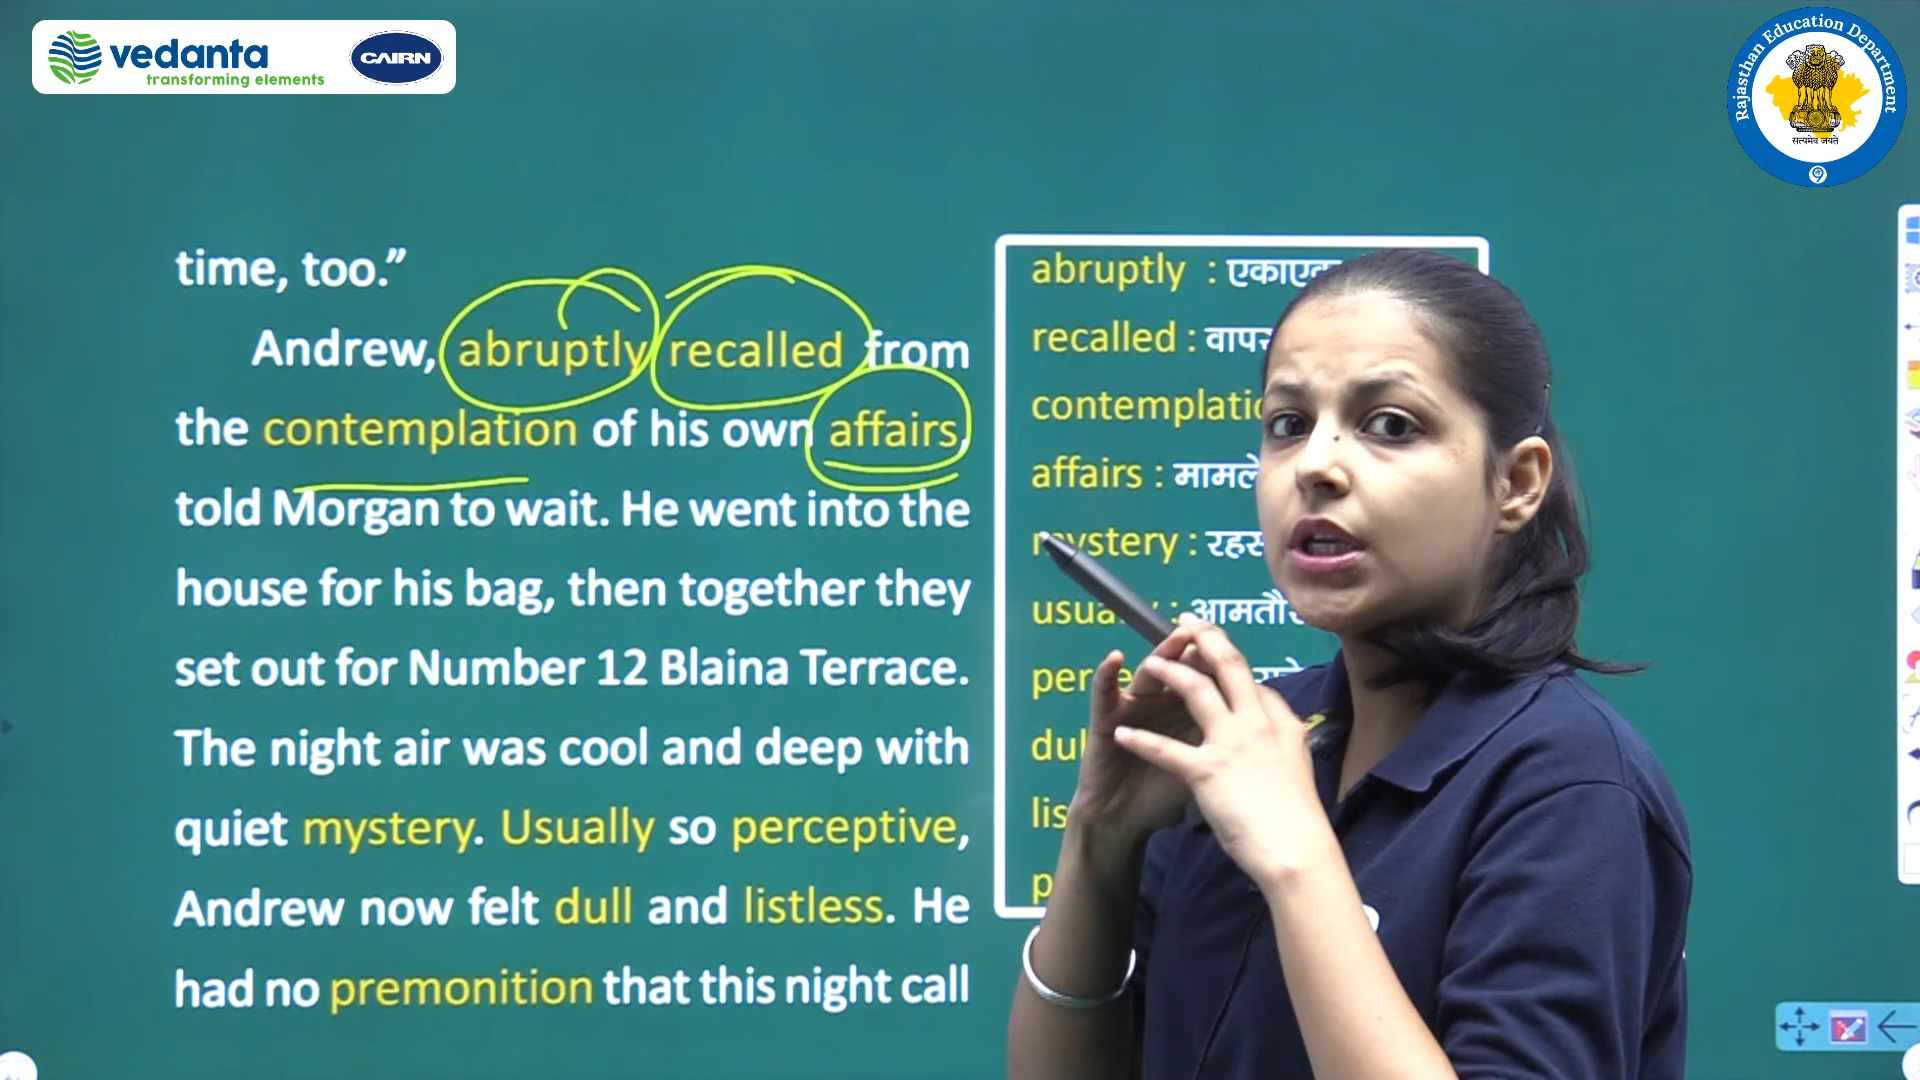 vedanta
transforming elements
CAIRN
Rajasthan Education Department
सत्यमेव जयते
time, too.”
Andrew, abruptly recalled from
the contemplation of his own affairs,
told Morgan to wait. He went into the
house for his bag, then together they
set out for Number 12 Blaina Terrace.
The night air was cool and deep with
quiet mystery. Usually so perceptive,
Andrew now felt dull and listless. He
had no premonition that this night call
abruptly :
recalled :
affairs : मामले
mystery :